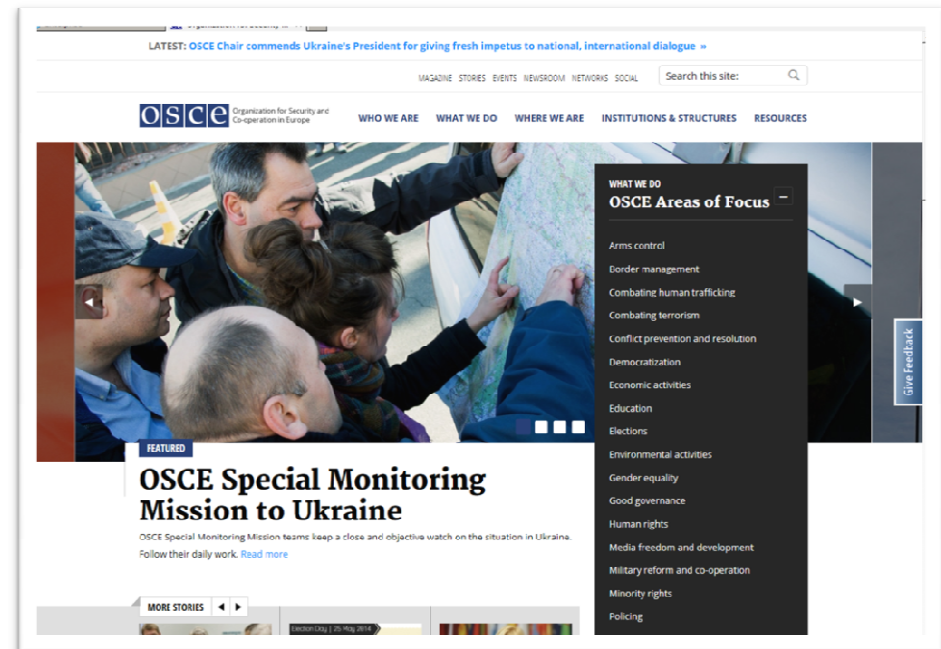 LATEST: OSCE Chair commends Ukraine's President for giving fresh impetus to national, international dialogue »
MAGAZINE STORIES EVENTS NEWSROOM NETWORKS SOCIAL Search this site:
OSCE Organization for Security and
Co-operation in Europe
WHO WE ARE WHAT WE DO WHERE WE ARE INSTITUTIONS & STRUCTURES RESOURCES
WHAT WE DO
OSCE Areas of Focus
Arms control
Border management
Combating human trafficking
Combating terrorism
Conflict prevention and resolution
Democratization
Economic activities
Education
Elections
Environmental activities
Gender equality
Good governance
Human rights
Media freedom and development
Military reform and co-operation
Minority rights
Policing
Give Feedback
FEATURED
OSCE Special Monitoring
Mission to Ukraine
OSCE Special Monitoring Mission teams keep a close and objective watch on the situation in Ukraine.
Follow their daily work. Read more
MORE STORIES
Election Day | 25 May 2014